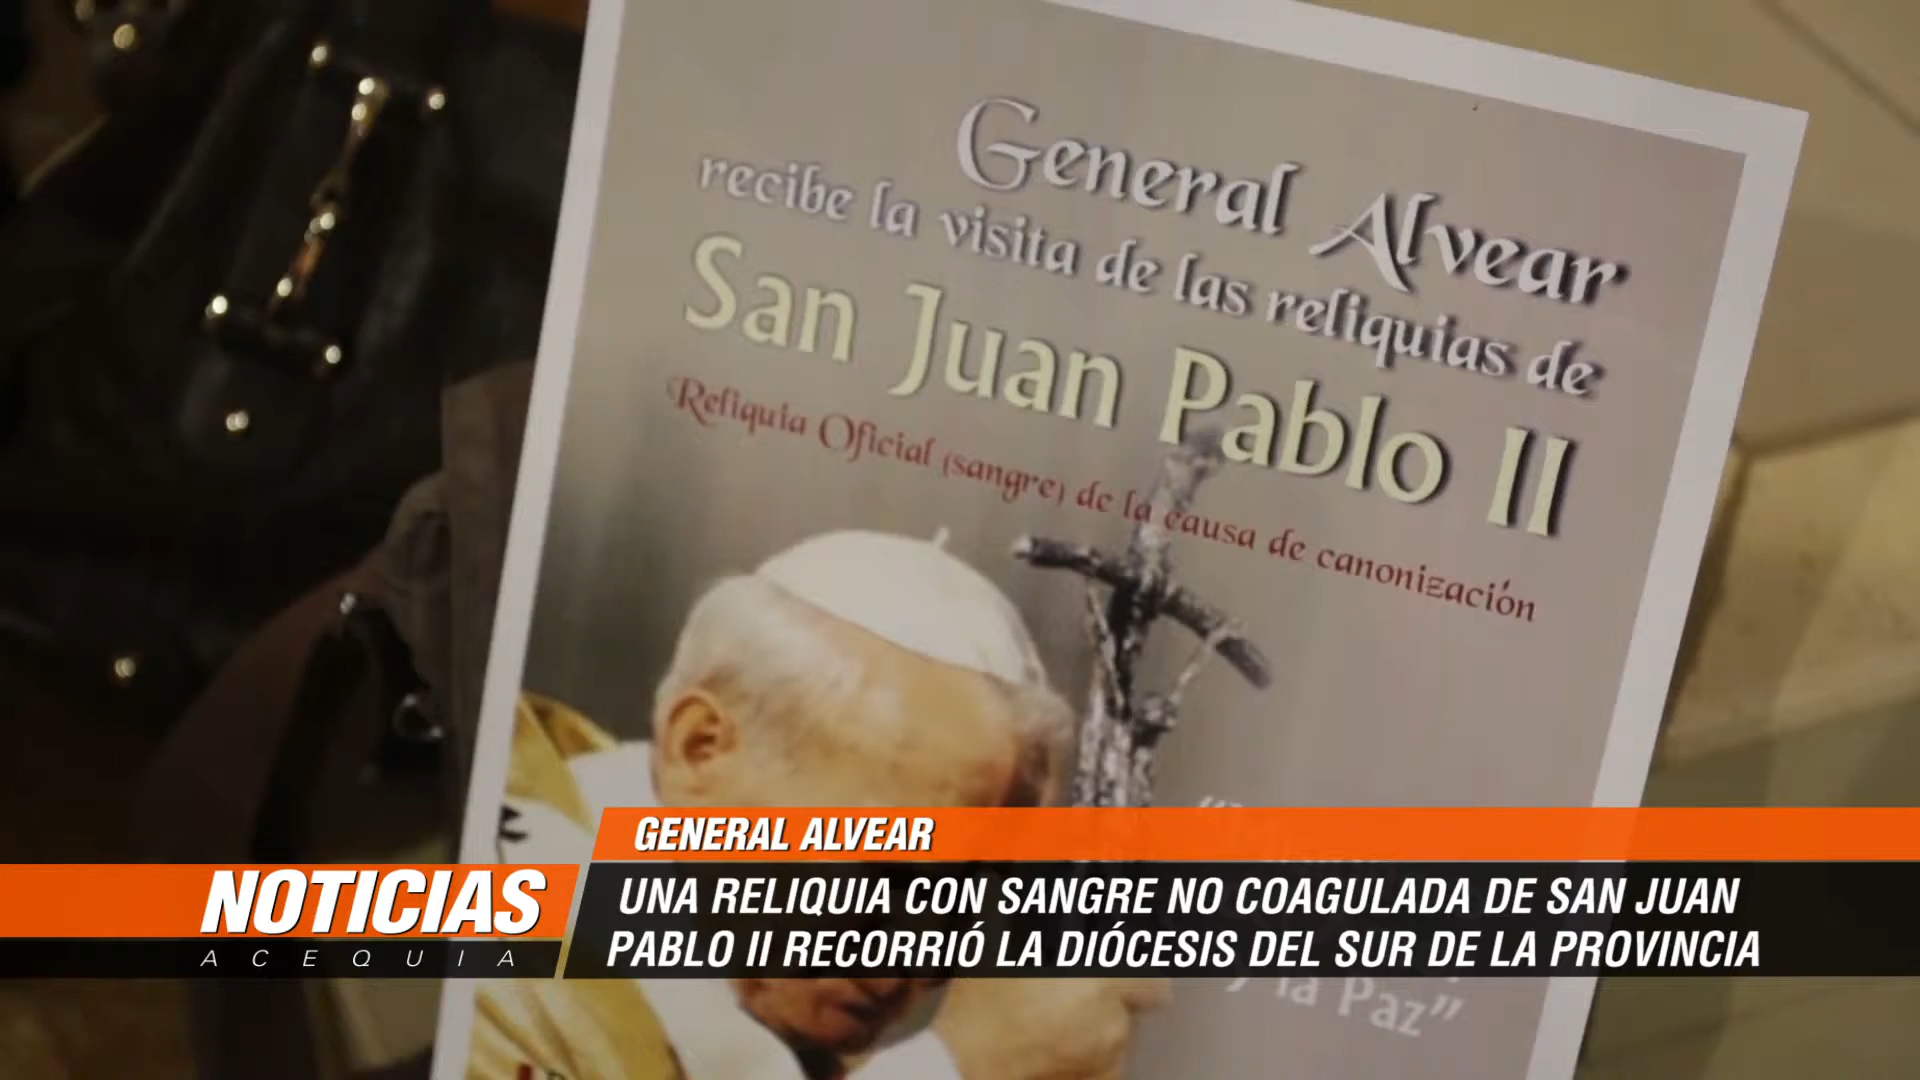 General Alvear
recibe la visita de las reliquias de
San Juan Pablo II
Reliquia Oficial (sangre) de la causa de canonización
y la Paz"
GENERAL ALVEAR
NOTICIAS
ACEQUIA
UNA RELIQUIA CON SANGRE NO COAGULADA DE SAN JUAN
PABLO II RECORRIÓ LA DIÓCESIS DEL SUR DE LA PROVINCIA